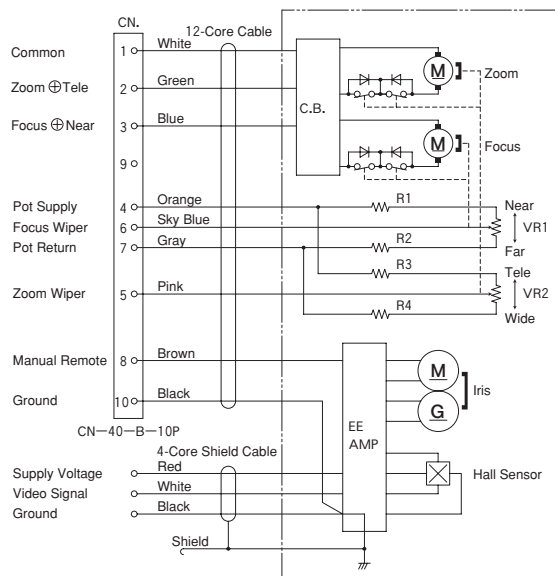 CN. 12-Core Cable
Common 1 White
Zoom ⊕Tele 2 Green
Focus ⊕Near 3 Blue
9
C.B.
M Zoom
M Focus
Pot Supply 4 Orange R1 Near
Focus Wiper 6 Sky Blue VR1
Pot Return 7 Gray R2 Far
R3 Tele
Zoom Wiper 5 Pink VR2
R4 Wide
Manual Remote 8 Brown
M
Iris
G
Ground 10 Black
EE
AMP
CN—40—B—10P
4-Core Shield Cable
Supply Voltage Red
Hall Sensor
Video Signal White
Ground Black
Shield